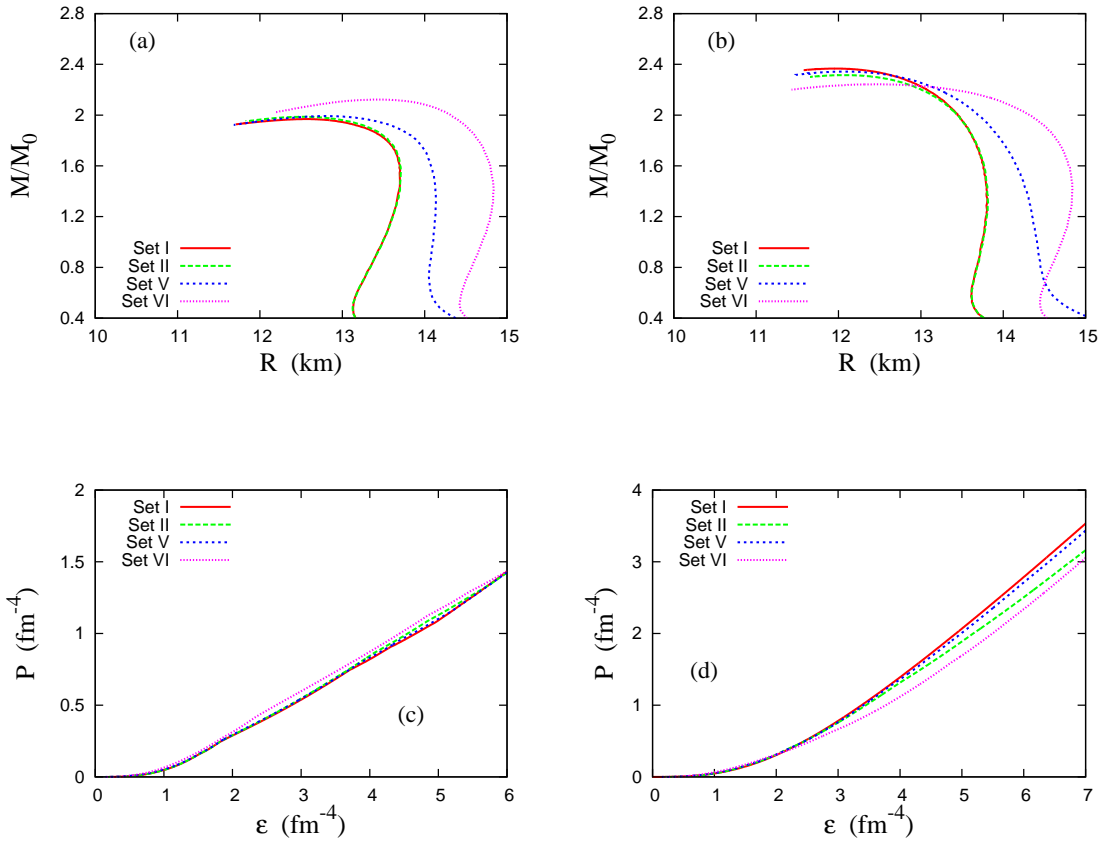 2.8
2.4
2
1.6
1.2
0.8
0.4
10 11 12 13 14 15
M/M_0
R (km)
(a)
Set I
Set II
Set V
Set VI
2.8
2.4
2
1.6
1.2
0.8
0.4
10 11 12 13 14 15
M/M_0
R (km)
(b)
Set I
Set II
Set V
Set VI
2
1.5
1
0.5
0
0 1 2 3 4 5 6
P (fm^-4)
ε (fm^-4)
(c)
Set I
Set II
Set V
Set VI
4
3
2
1
0
0 1 2 3 4 5 6 7
P (fm^-4)
ε (fm^-4)
(d)
Set I
Set II
Set V
Set VI